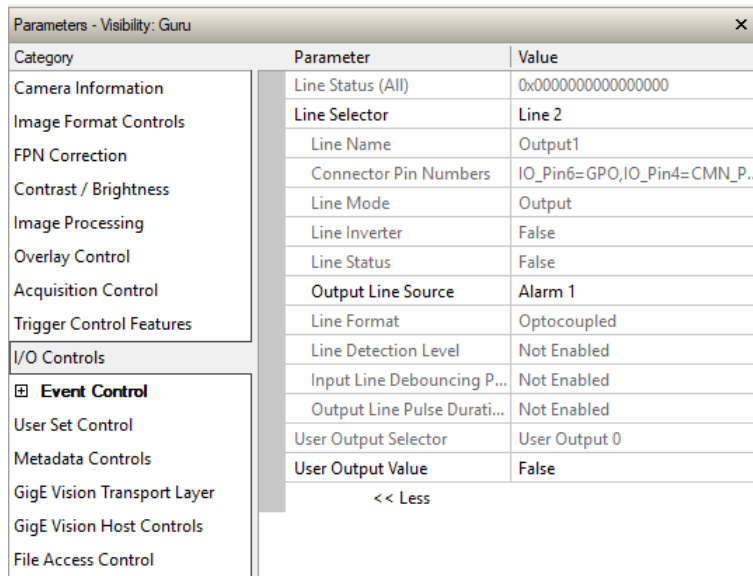 Parameters - Visibility: Guru
Category
Camera Information
Image Format Controls
FPN Correction
Contrast / Brightness
Image Processing
Overlay Control
Acquisition Control
Trigger Control Features
I/O Controls
Event Control
User Set Control
Metadata Controls
GigE Vision Transport Layer
GigE Vision Host Controls
File Access Control
Parameter Value
Line Status (All) 0x0000000000000000
Line Selector Line 2
Line Name Output1
Connector Pin Numbers IO_Pin6=GPO,IO_Pin4=CMN_P...
Line Mode Output
Line Inverter False
Line Status False
Output Line Source Alarm 1
Line Format Optocoupled
Line Detection Level Not Enabled
Input Line Debouncing P... Not Enabled
Output Line Pulse Durati... Not Enabled
User Output Selector User Output 0
User Output Value False
<< Less